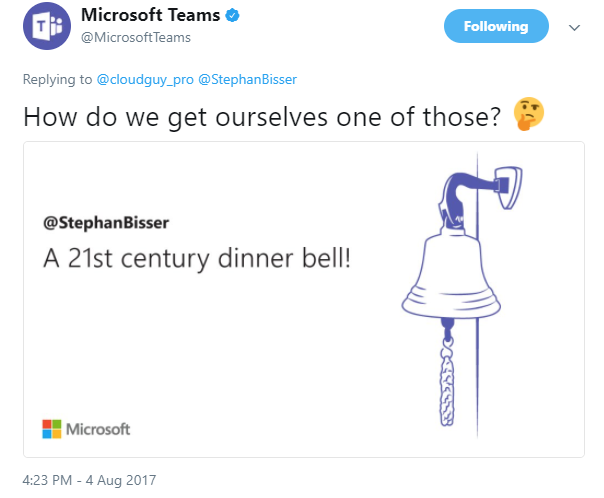 Microsoft Teams
Following
@MicrosoftTeams
Replying to @cloudguy_pro @StephanBisser
How do we get ourselves one of those? 🤔
@StephanBisser
A 21st century dinner bell!
Microsoft
4:23 PM - 4 Aug 2017